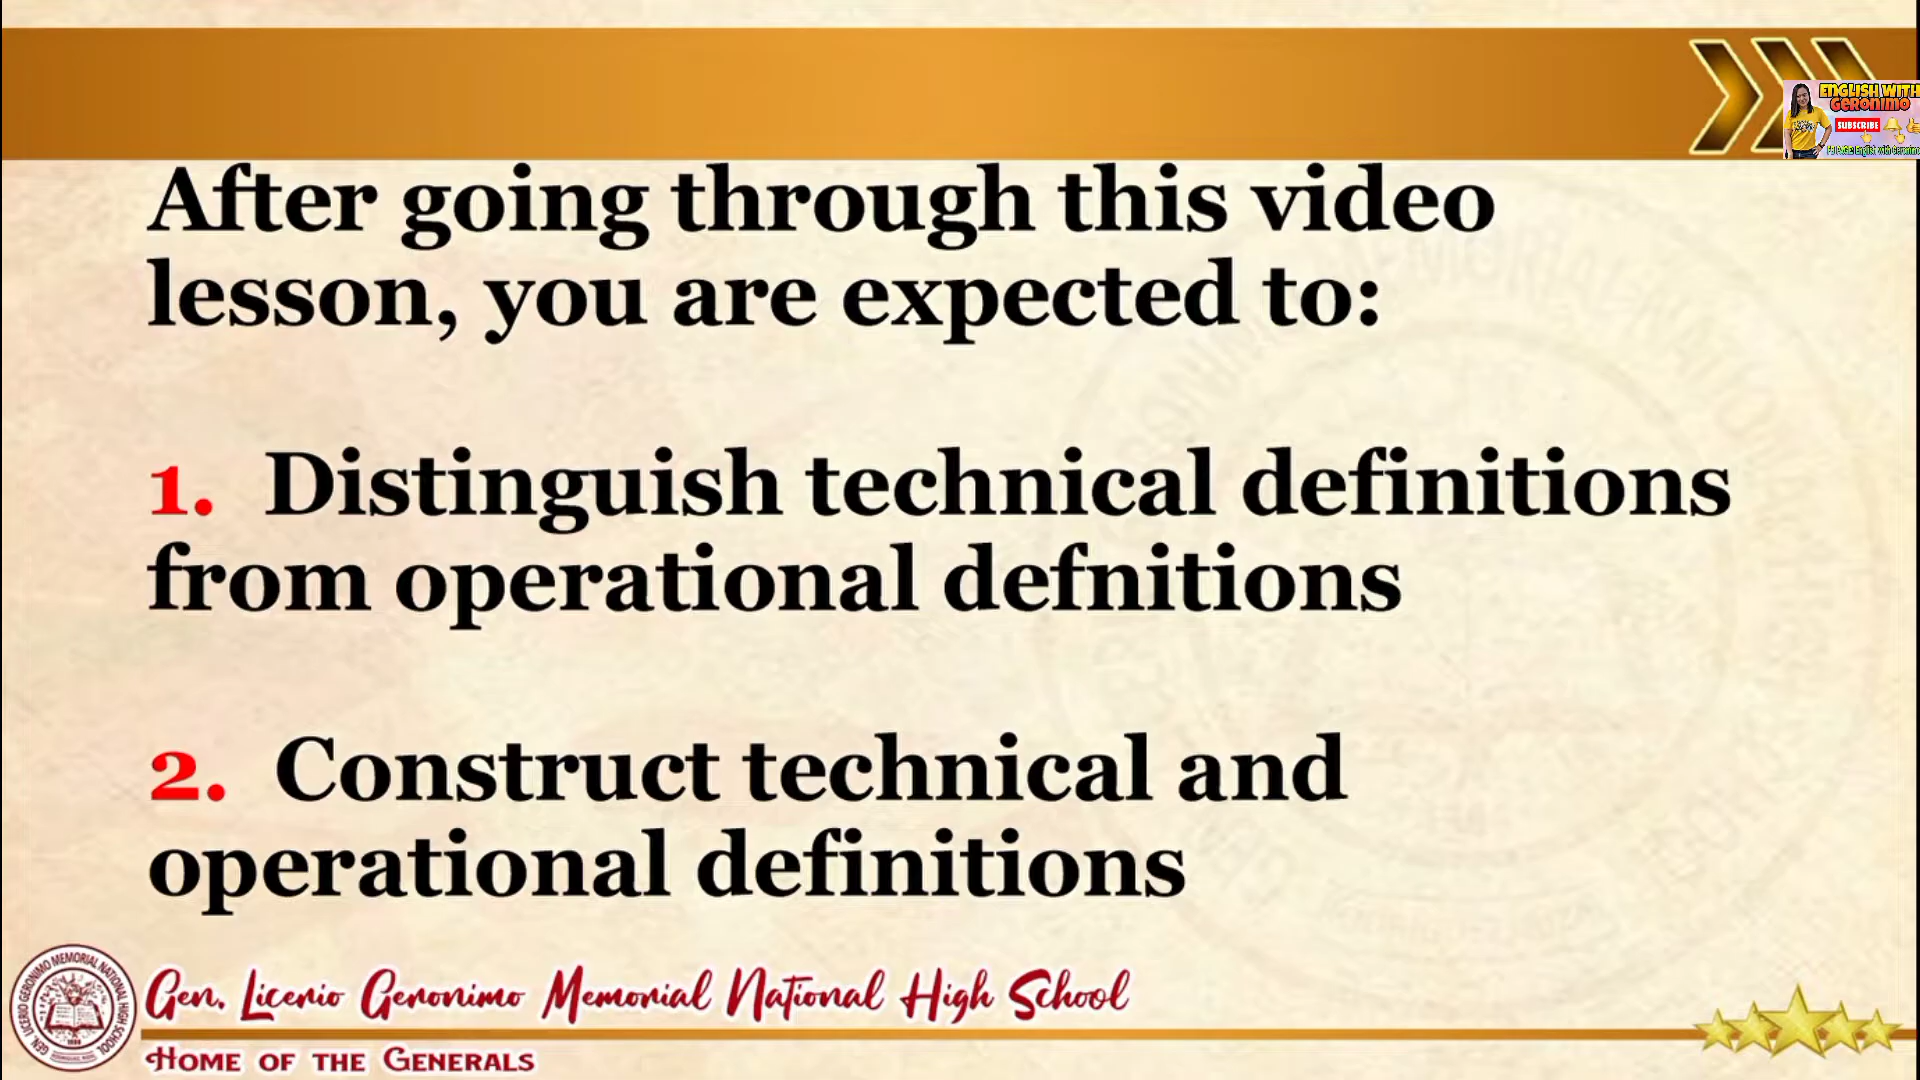 ENGLISH WITH
GERONIMO
SUBSCRIBE
After going through this video
lesson, you are expected to:
1. Distinguish technical definitions
from operational defnitions
2. Construct technical and
operational definitions
Gen. Licerio Geronimo Memorial National High School
HOME OF THE GENERALS